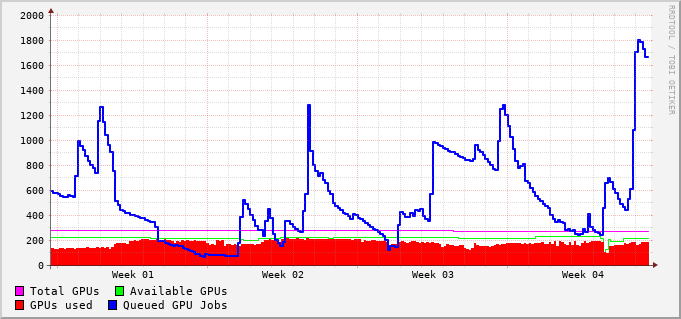 2000
1800
1600
1400
1200
1000
800
600
400
200
0
Week 01 Week 02 Week 03 Week 04
Total GPUs Available GPUs
GPUs used Queued GPU Jobs
RRDTOOL / TOBI OETIKER